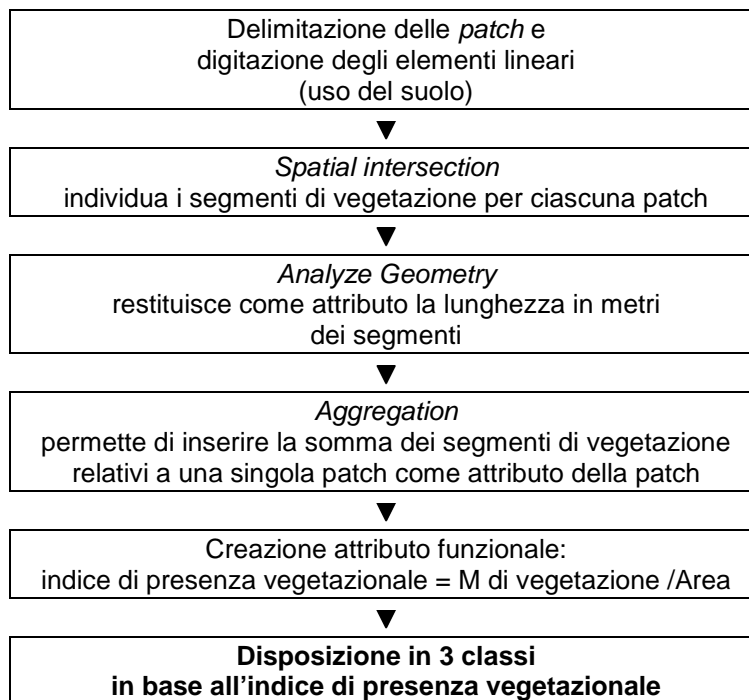 Delimitazione delle patch e
digitazione degli elementi lineari
(uso del suolo)
Spatial intersection
individua i segmenti di vegetazione per ciascuna patch
Analyze Geometry
restituisce come attributo la lunghezza in metri
dei segmenti
Aggregation
permette di inserire la somma dei segmenti di vegetazione
relativi a una singola patch come attributo della patch
Creazione attributo funzionale:
indice di presenza vegetazionale = M di vegetazione /Area
Disposizione in 3 classi
in base all'indice di presenza vegetazionale